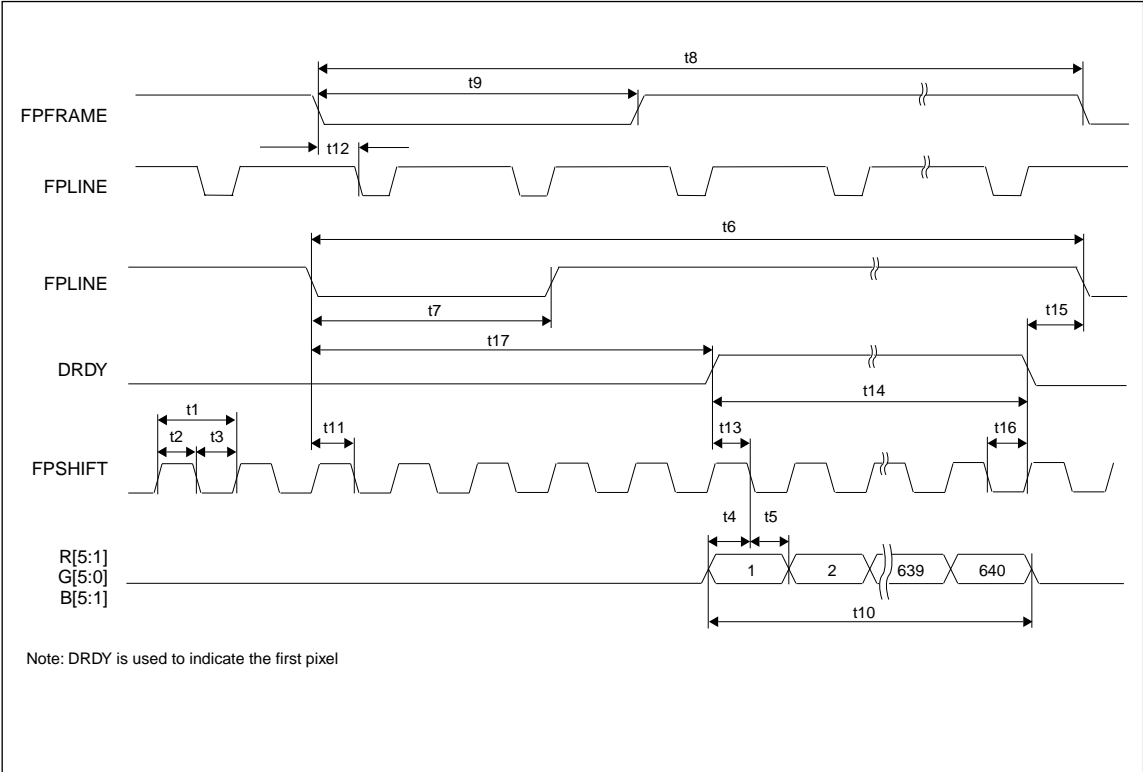 t8
t9
FPFRAME
t12
FPLINE
t6
FPLINE
t7
t15
t17
DRDY
t14
t1
t11
t13
t16
t2 t3
FPSHIFT
t4 t5
R[5:1]
G[5:0]
B[5:1]
1 2 639 640
t10
Note: DRDY is used to indicate the first pixel